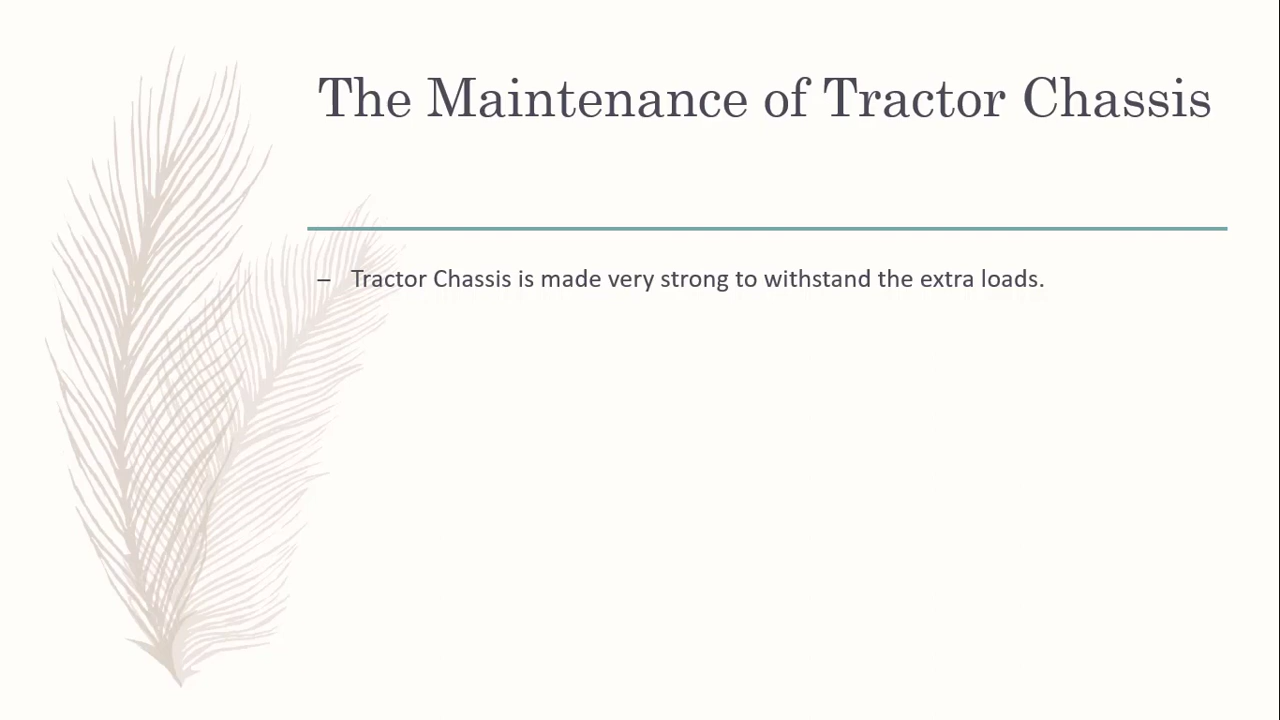 The Maintenance of Tractor Chassis
– Tractor Chassis is made very strong to withstand the extra loads.